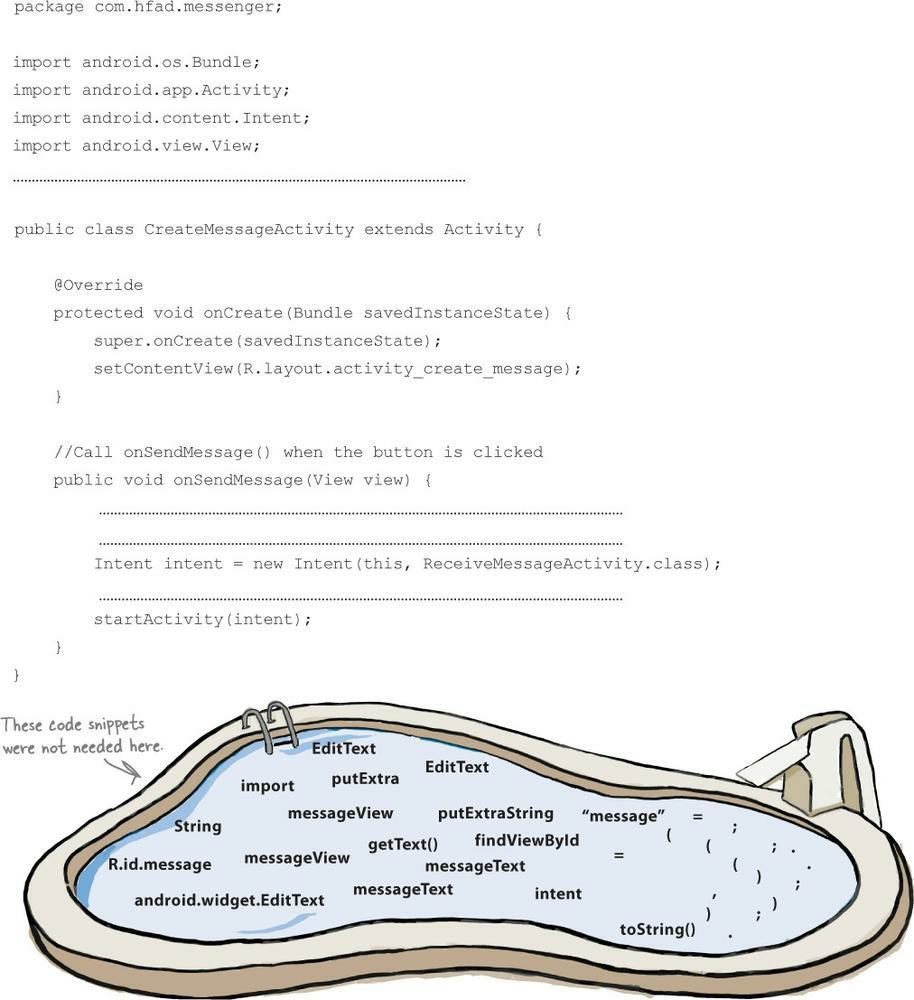 package com.hfad.messenger;
import android.os.Bundle;
import android.app.Activity;
import android.content.Intent;
import android.view.View;
public class CreateMessageActivity extends Activity {
@Override
protected void onCreate(Bundle savedInstanceState) {
super.onCreate(savedInstanceState);
setContentView(R.layout.activity_create_message);
}
//Call onSendMessage() when the button is clicked
public void onSendMessage(View view) {
Intent intent = new Intent(this, ReceiveMessageActivity.class);
startActivity(intent);
}
}
These code snippets
were not needed here.
EditText
import putExtra EditText
messageView putExtraString “message” =
String ( ;
getText() findViewById ( ; .
R.id.message messageView messageText = ( .
messageText ) ;
android.widget.EditText intent , )
) ;
toString() .